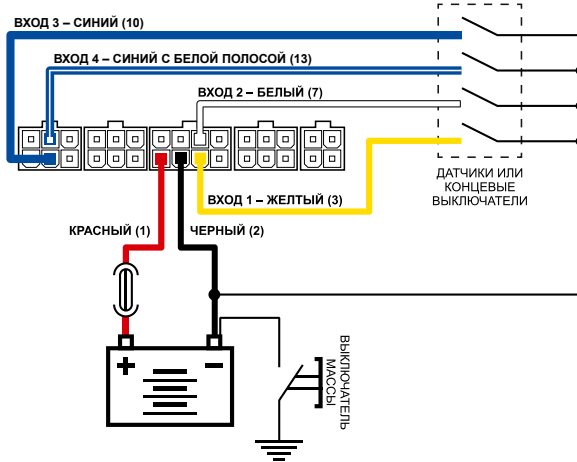 ВХОД 3 – СИНИЙ (10)
ВХОД 4 – СИНИЙ С БЕЛОЙ ПОЛОСОЙ (13)
ВХОД 2 – БЕЛЫЙ (7)
ДАТЧИКИ ИЛИ
КОНЦЕВЫЕ
ВЫКЛЮЧАТЕЛИ
ВХОД 1 – ЖЕЛТЫЙ (3)
КРАСНЫЙ (1)
ЧЕРНЫЙ (2)
+
–
ВЫКЛЮЧАТЕЛЬ
МАССЫ